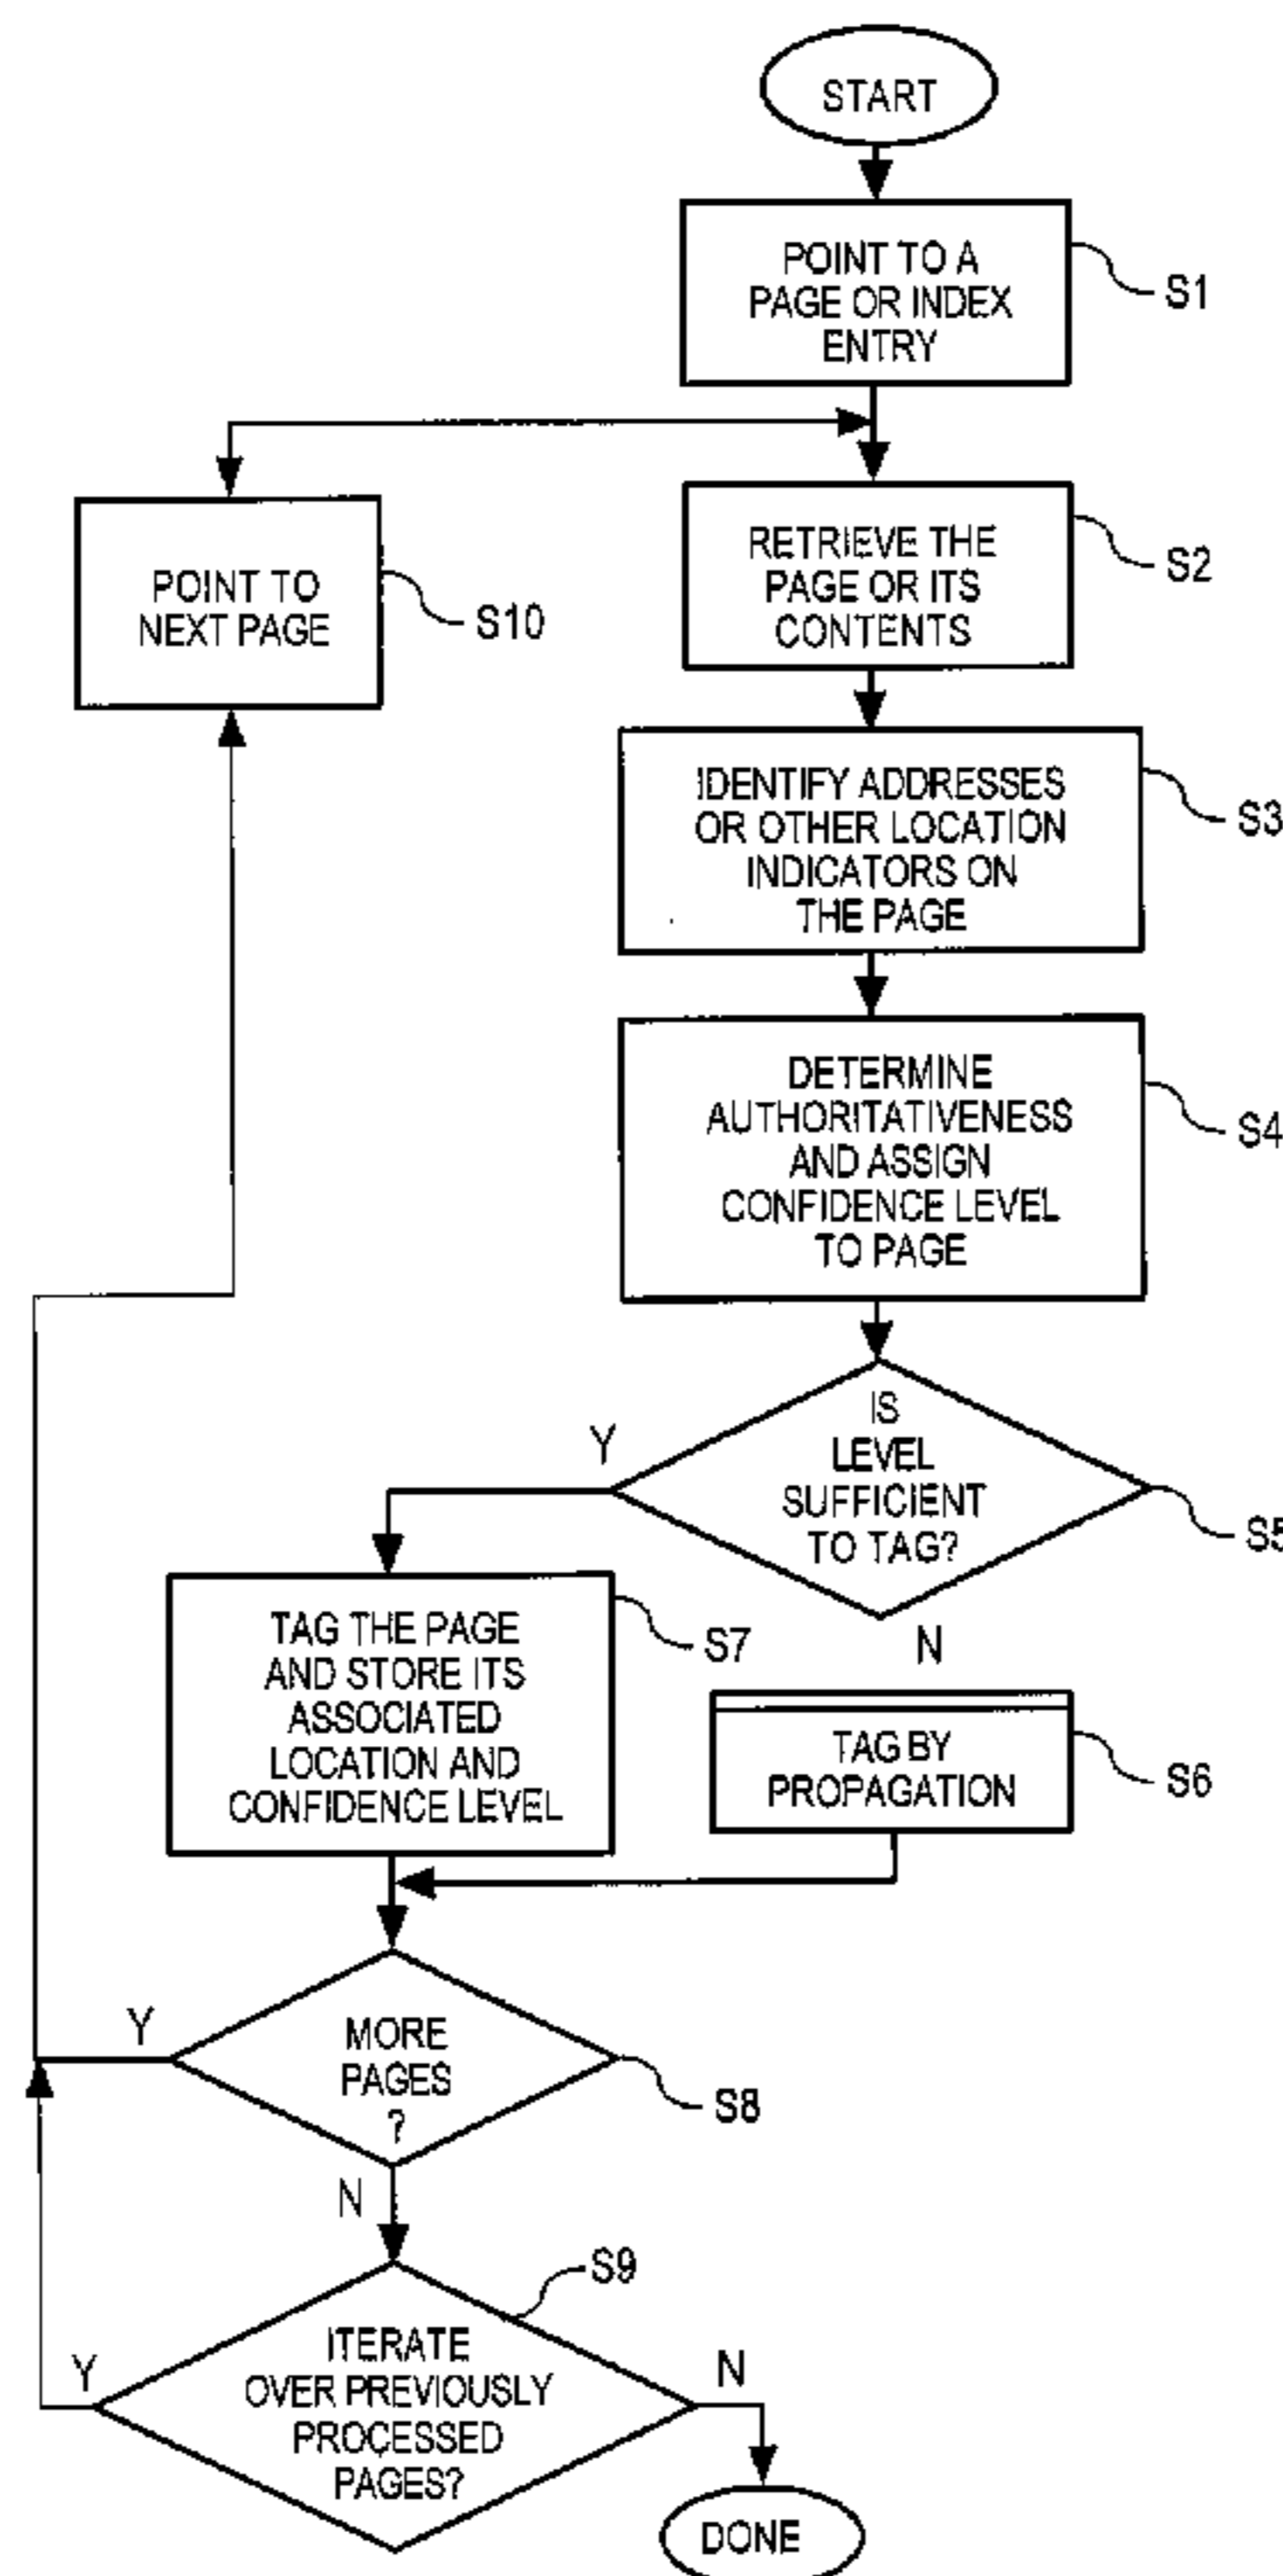 START
POINT TO A
PAGE OR INDEX
ENTRY
S1
RETRIEVE THE
PAGE OR ITS
CONTENTS
S2
POINT TO
NEXT PAGE
S10
IDENTIFY ADDRESSES
OR OTHER LOCATION
INDICATORS ON
THE PAGE
S3
DETERMINE
AUTHORITATIVENESS
AND ASSIGN
CONFIDENCE LEVEL
TO PAGE
S4
IS
LEVEL
SUFFICIENT
TO TAG?
Y
S5
N
TAG THE PAGE
AND STORE ITS
ASSOCIATED
LOCATION AND
CONFIDENCE LEVEL
S7
TAG BY
PROPAGATION
S6
MORE
PAGES
?
Y
S8
N
S9
ITERATE
OVER PREVIOUSLY
PROCESSED
PAGES?
Y
N
DONE